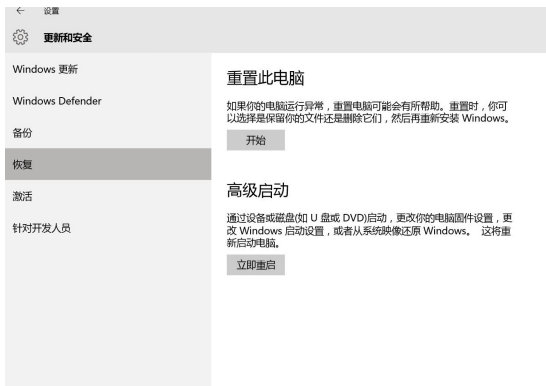 ← 设置
更新和安全
Windows 更新
Windows Defender
备份
恢复
激活
针对开发人员
重置此电脑
如果你的电脑运行异常，重置电脑可能会有所帮助。重置时，你可
以选择是保留你的文件还是删除它们，然后再重新安装 Windows。
开始
高级启动
通过设备或磁盘(如 U 盘或 DVD)启动，更改你的电脑固件设置，更
改 Windows 启动设置，或者从系统映像还原 Windows。 这将重
新启动电脑。
立即重启